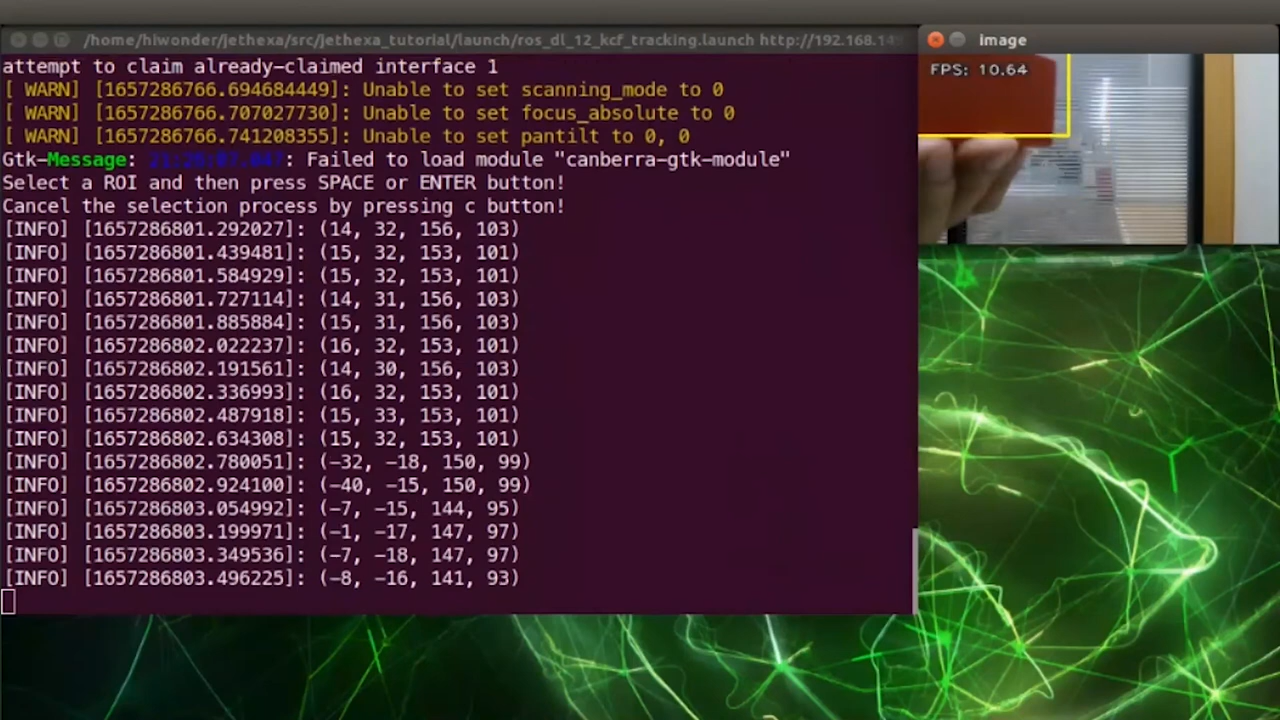 /home/hiwonder/jethexa/src/jethexa_tutorial/launch/ros_dl_12_kcf_tracking.launch http://192.168.14
image
attempt to claim already-claimed interface 1
[ WARN] [1657286766.694684449]: Unable to set scanning_mode to 0
[ WARN] [1657286766.707027730]: Unable to set focus_absolute to 0
[ WARN] [1657286766.741208355]: Unable to set pantilt to 0, 0
Gtk-Message: : Failed to load module "canberra-gtk-module"
Select a ROI and then press SPACE or ENTER button!
Cancel the selection process by pressing c button!
[INFO] [1657286801.292027]: (14, 32, 156, 103)
[INFO] [1657286801.439481]: (15, 32, 153, 101)
[INFO] [1657286801.584929]: (15, 32, 153, 101)
[INFO] [1657286801.727114]: (14, 31, 156, 103)
[INFO] [1657286801.885884]: (15, 31, 156, 103)
[INFO] [1657286802.022237]: (16, 32, 153, 101)
[INFO] [1657286802.191561]: (14, 30, 156, 103)
[INFO] [1657286802.336993]: (16, 32, 153, 101)
[INFO] [1657286802.487918]: (15, 33, 153, 101)
[INFO] [1657286802.634308]: (15, 32, 153, 101)
[INFO] [1657286802.780051]: (-32, -18, 150, 99)
[INFO] [1657286802.924100]: (-40, -15, 150, 99)
[INFO] [1657286803.054992]: (-7, -15, 144, 95)
[INFO] [1657286803.199971]: (-1, -17, 147, 97)
[INFO] [1657286803.349536]: (-7, -18, 147, 97)
[INFO] [1657286803.496225]: (-8, -16, 141, 93)
FPS: 10.64